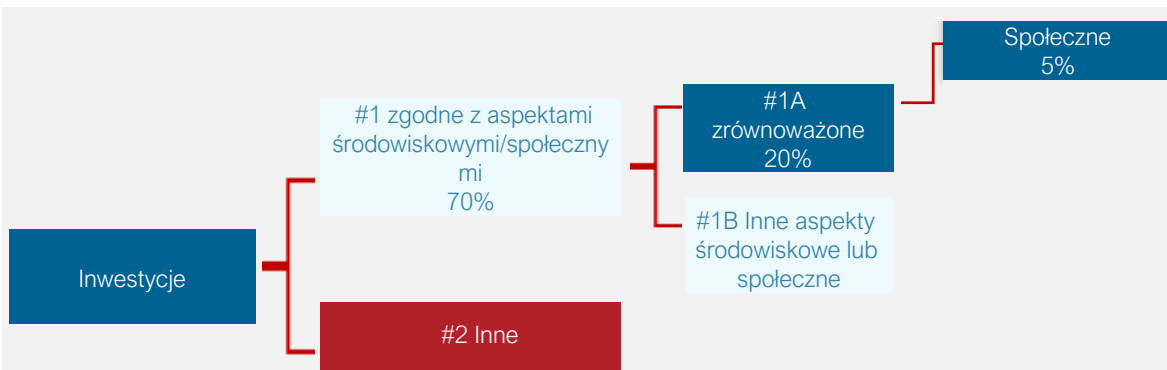 Społeczne
5%
#1A
zrównoważone
20%
#1 zgodne z aspektami
środowiskowymi/społeczny
mi
70%
#1B Inne aspekty
środowiskowe lub
społeczne
Inwestycje
#2 Inne